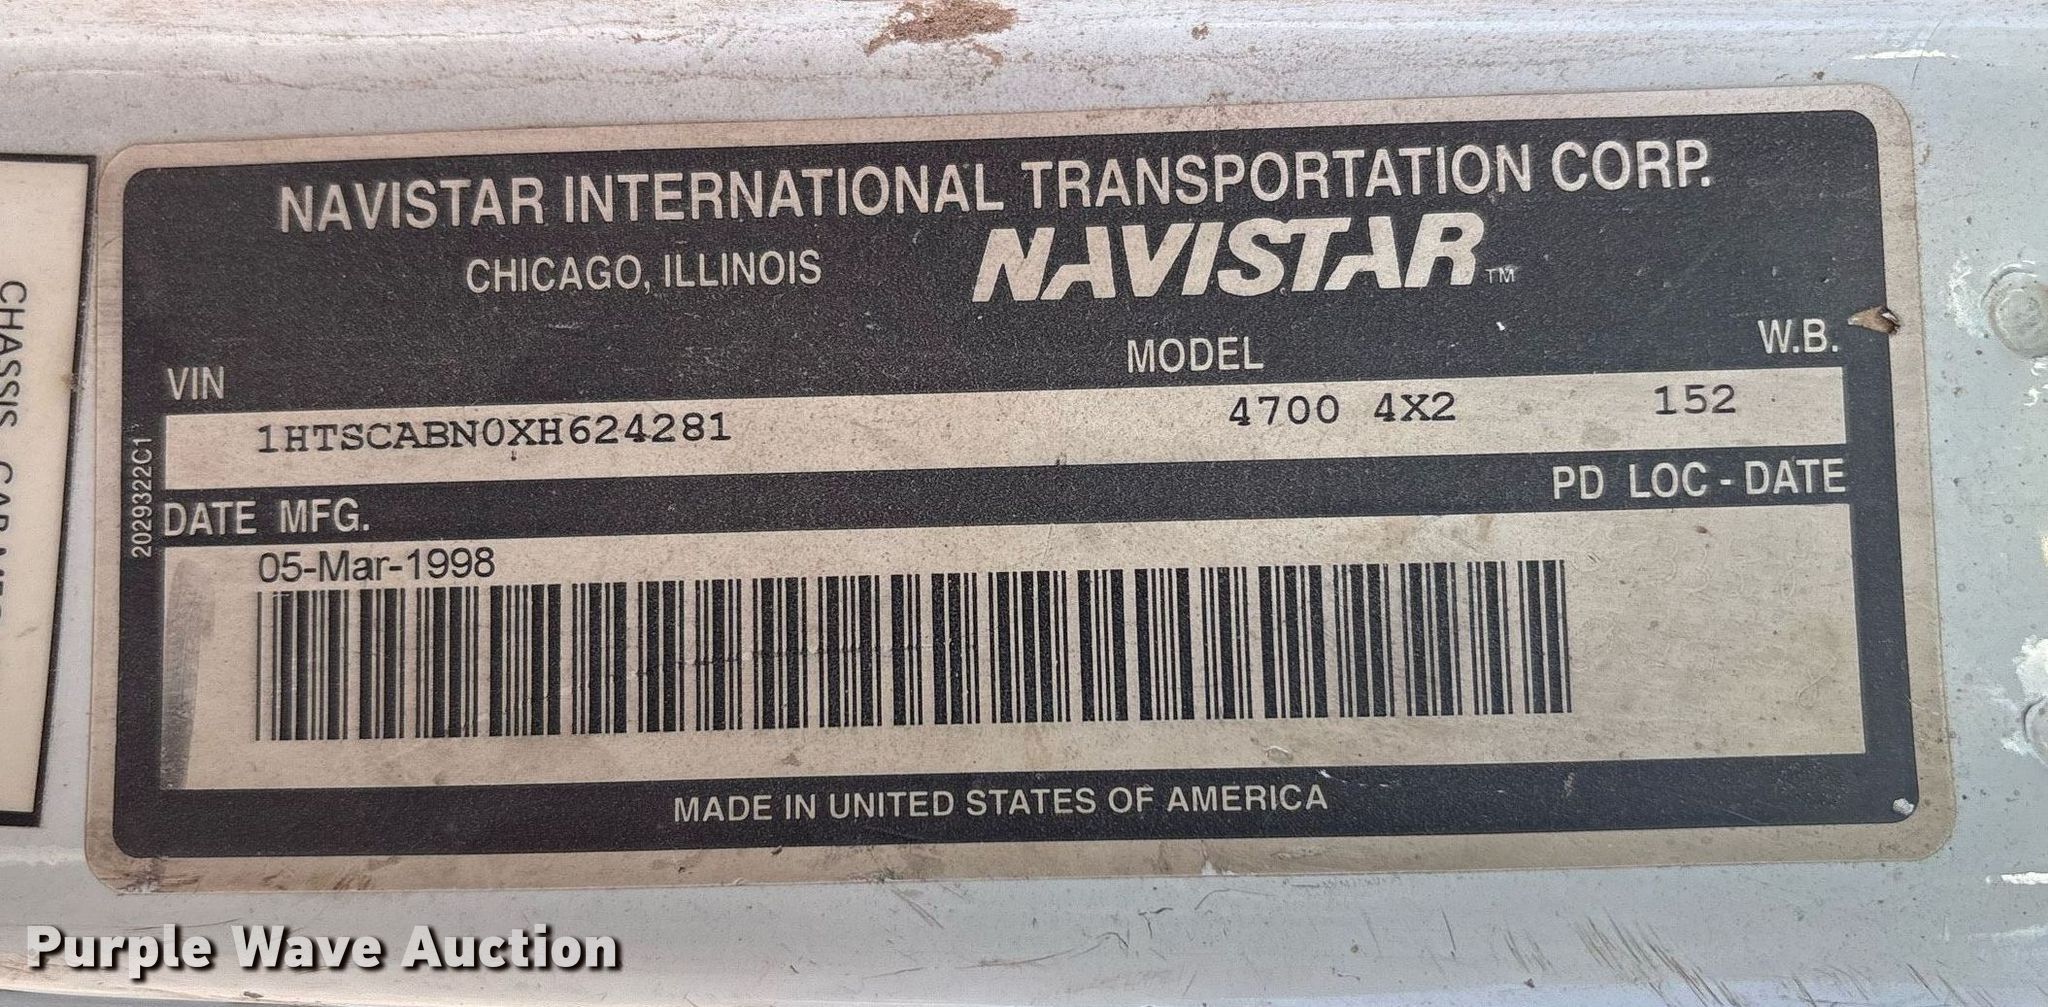 NAVISTAR INTERNATIONAL TRANSPORTATION CORP.
CHICAGO, ILLINOIS NAVISTAR TM
VIN MODEL W.B.
1HTSCABN0XH624281 4700 4X2 152
DATE MFG. PD LOC - DATE
05-Mar-1998
MADE IN UNITED STATES OF AMERICA
2029322C1
CHASSIS
Purple Wave Auction